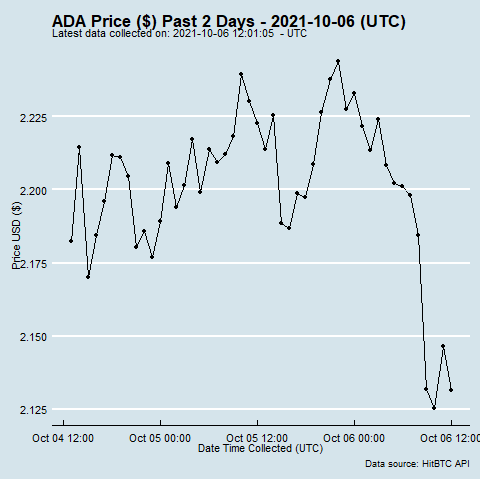 ADA Price ($) Past 2 Days - 2021-10-06 (UTC)
Latest data collected on: 2021-10-06 12:01:05 - UTC
Price USD ($)
2.225
2.200
2.175
2.150
2.125
Oct 04 12:00 Oct 05 00:00 Oct 05 12:00 Oct 06 00:00 Oct 06 12:00
Date Time Collected (UTC)
Data source: HitBTC API